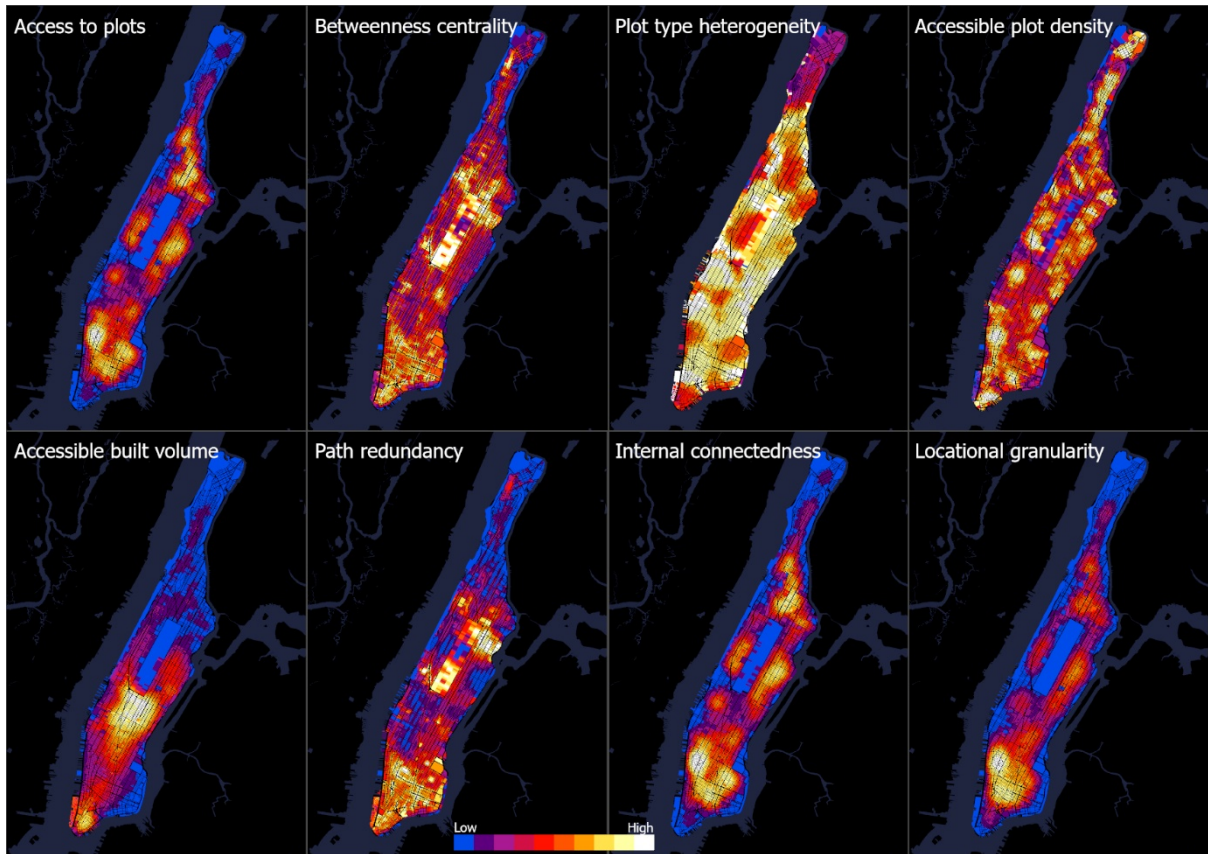 Access to plots
Betweenness centrality
Plot type heterogeneity
Accessible plot density
Accessible built volume
Path redundancy
Internal connectedness
Locational granularity
Low
High